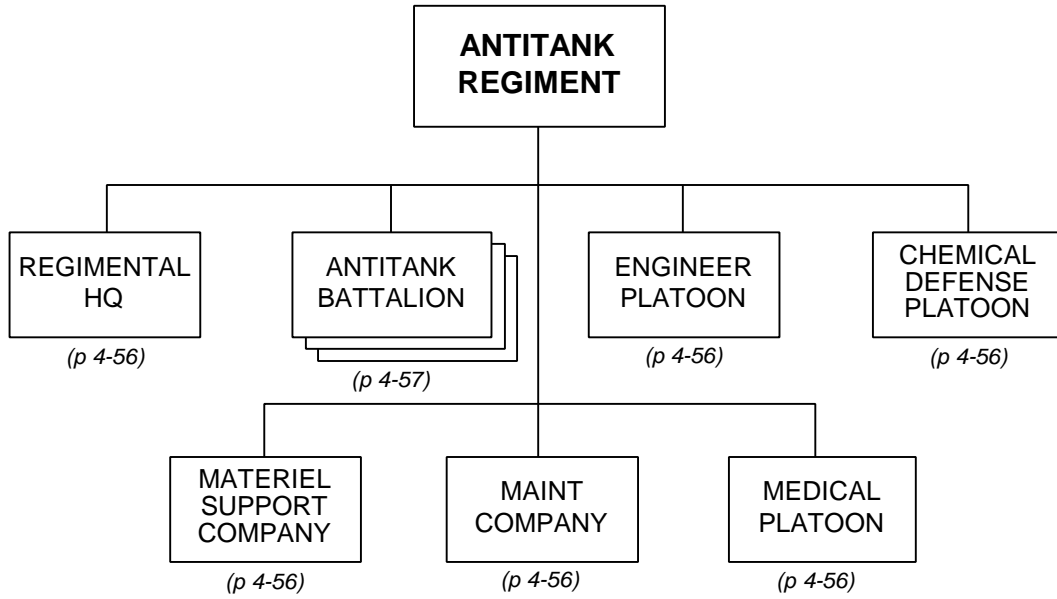 ANTITANK
REGIMENT
REGIMENTAL
HQ
(p 4-56)
ANTITANK
BATTALION
(p 4-57)
ENGINEER
PLATOON
(p 4-56)
CHEMICAL
DEFENSE
PLATOON
(p 4-56)
MATERIEL
SUPPORT
COMPANY
(p 4-56)
MAINT
COMPANY
(p 4-56)
MEDICAL
PLATOON
(p 4-56)